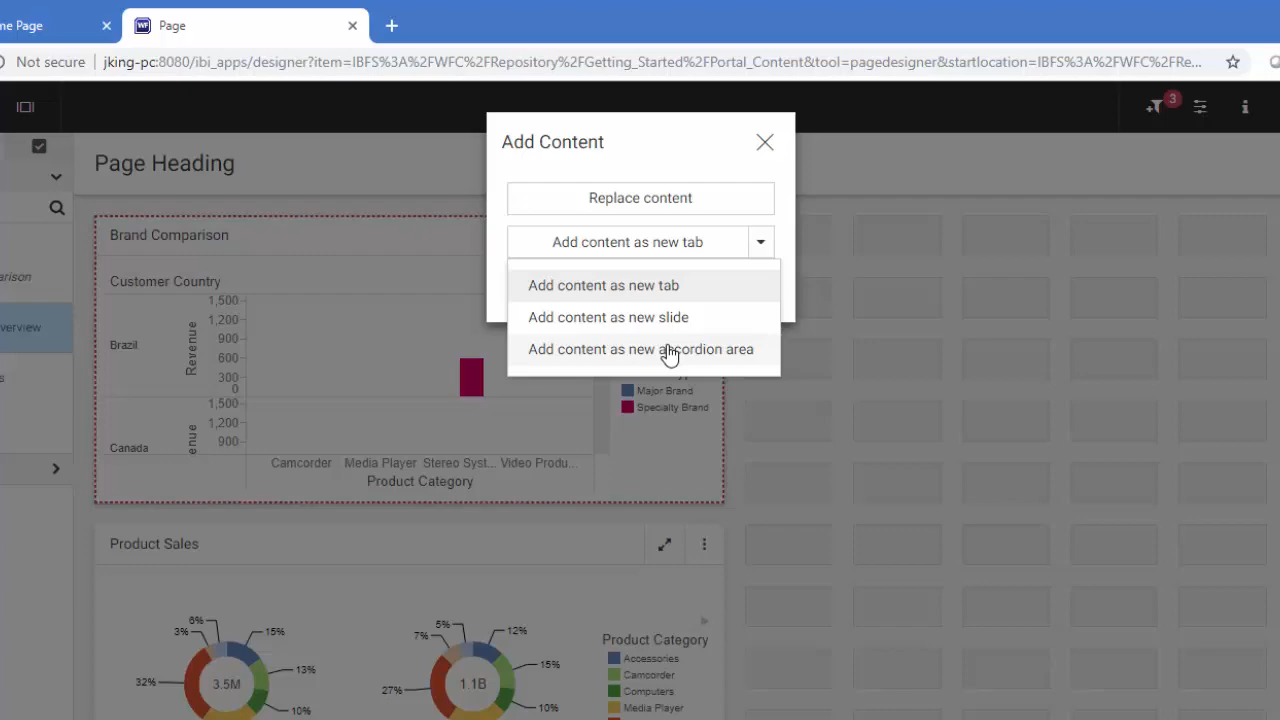 me Page
Page
Not secure
jking-pc:8080/ibi_apps/designer?item=IBFS%3A%2FWFC%2FRepository%2FGetting_Started%2FPortal_Content&tool=pagedesigner&startlocation=IBFS%3A%2FWFC%2FRe...
3
Page Heading
Add Content
Replace content
Add content as new tab
Add content as new tab
Add content as new slide
Add content as new accordion area
Brand Comparison
arison
verview
s
Customer Country
1,500
1,200
900
600
300
0
Revenue
Brazil
1,500
1,200
900
enue
Canada
Camcorder Media Player Stereo Syst... Video Produ...
Product Category
Major Brand
Specialty Brand
Product Sales
6%
3%
15%
13%
32%
3.5M
10%
5%
7%
12%
15%
27%
1.1B
10%
Product Category
Accessories
Camcorder
Computers
Media Player